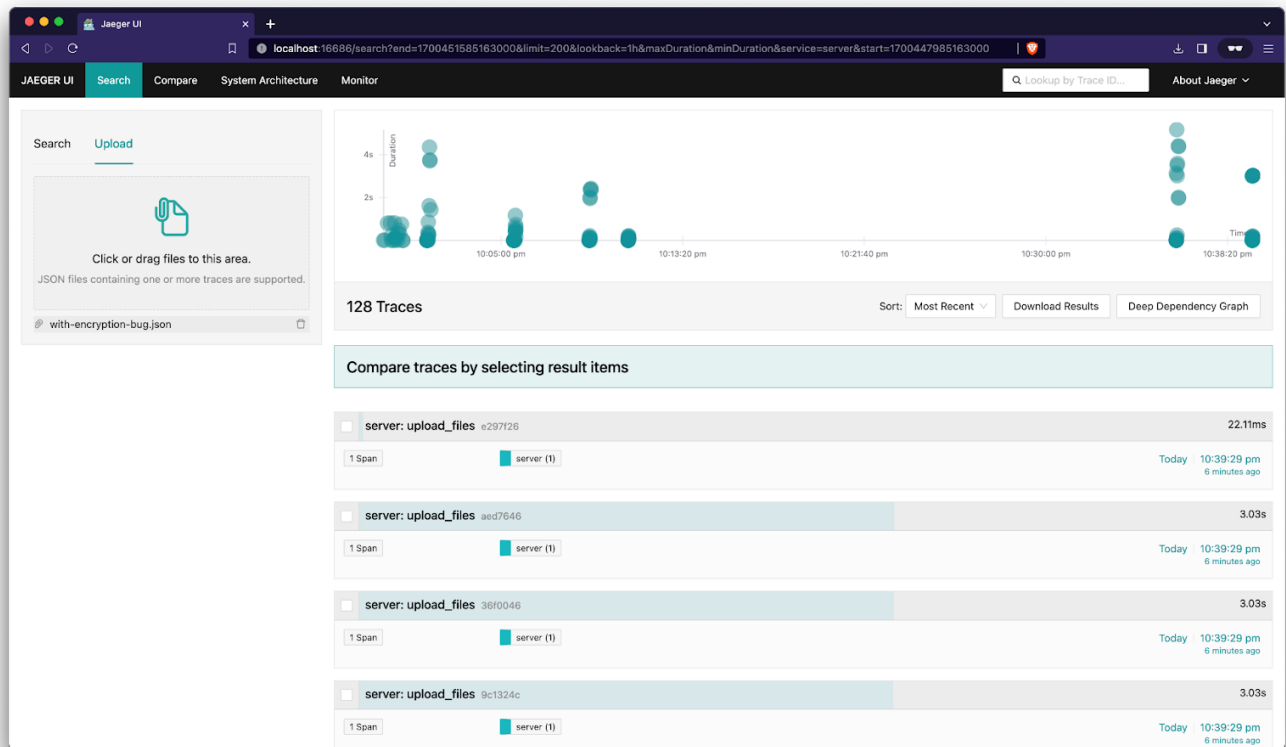 Jaeger UI
localhost:16686/search?end=1700451585163000&limit=200&lookback=1h&maxDuration&minDuration&service=server&start=1700447985163000
JAEGER UI Search Compare System Architecture Monitor Lookup by Trace ID... About Jaeger
Search Upload
Click or drag files to this area.
JSON files containing one or more traces are supported.
with-encryption-bug.json
Duration
4s
2s
Time
10:05:00 pm 10:13:20 pm 10:21:40 pm 10:30:00 pm 10:38:20 pm
128 Traces Sort: Most Recent Download Results Deep Dependency Graph
Compare traces by selecting result items
server: upload_files e297f26 22.11ms
1 Span server (1) Today 10:39:29 pm
6 minutes ago
server: upload_files aed7646 3.03s
1 Span server (1) Today 10:39:29 pm
6 minutes ago
server: upload_files 36f0046 3.03s
1 Span server (1) Today 10:39:29 pm
6 minutes ago
server: upload_files 9c1324c 3.03s
1 Span server (1) Today 10:39:29 pm
6 minutes ago